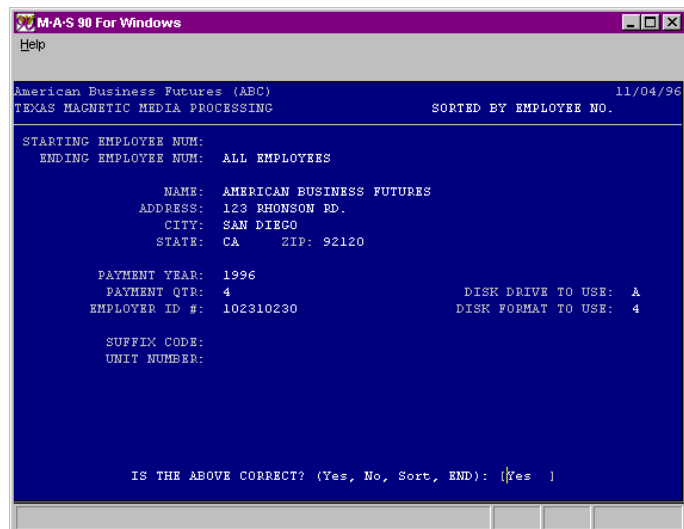 M·A·S 90 For Windows
Help
American Business Futures (ABC) 11/04/96
TEXAS MAGNETIC MEDIA PROCESSING SORTED BY EMPLOYEE NO.
STARTING EMPLOYEE NUM:
ENDING EMPLOYEE NUM: ALL EMPLOYEES
NAME: AMERICAN BUSINESS FUTURES
ADDRESS: 123 RHONSON RD.
CITY: SAN DIEGO
STATE: CA ZIP: 92120
PAYMENT YEAR: 1996
PAYMENT QTR: 4 DISK DRIVE TO USE: A
EMPLOYER ID #: 102310230 DISK FORMAT TO USE: 4
SUFFIX CODE:
UNIT NUMBER:
IS THE ABOVE CORRECT? (Yes, No, Sort, END): [Yes ]